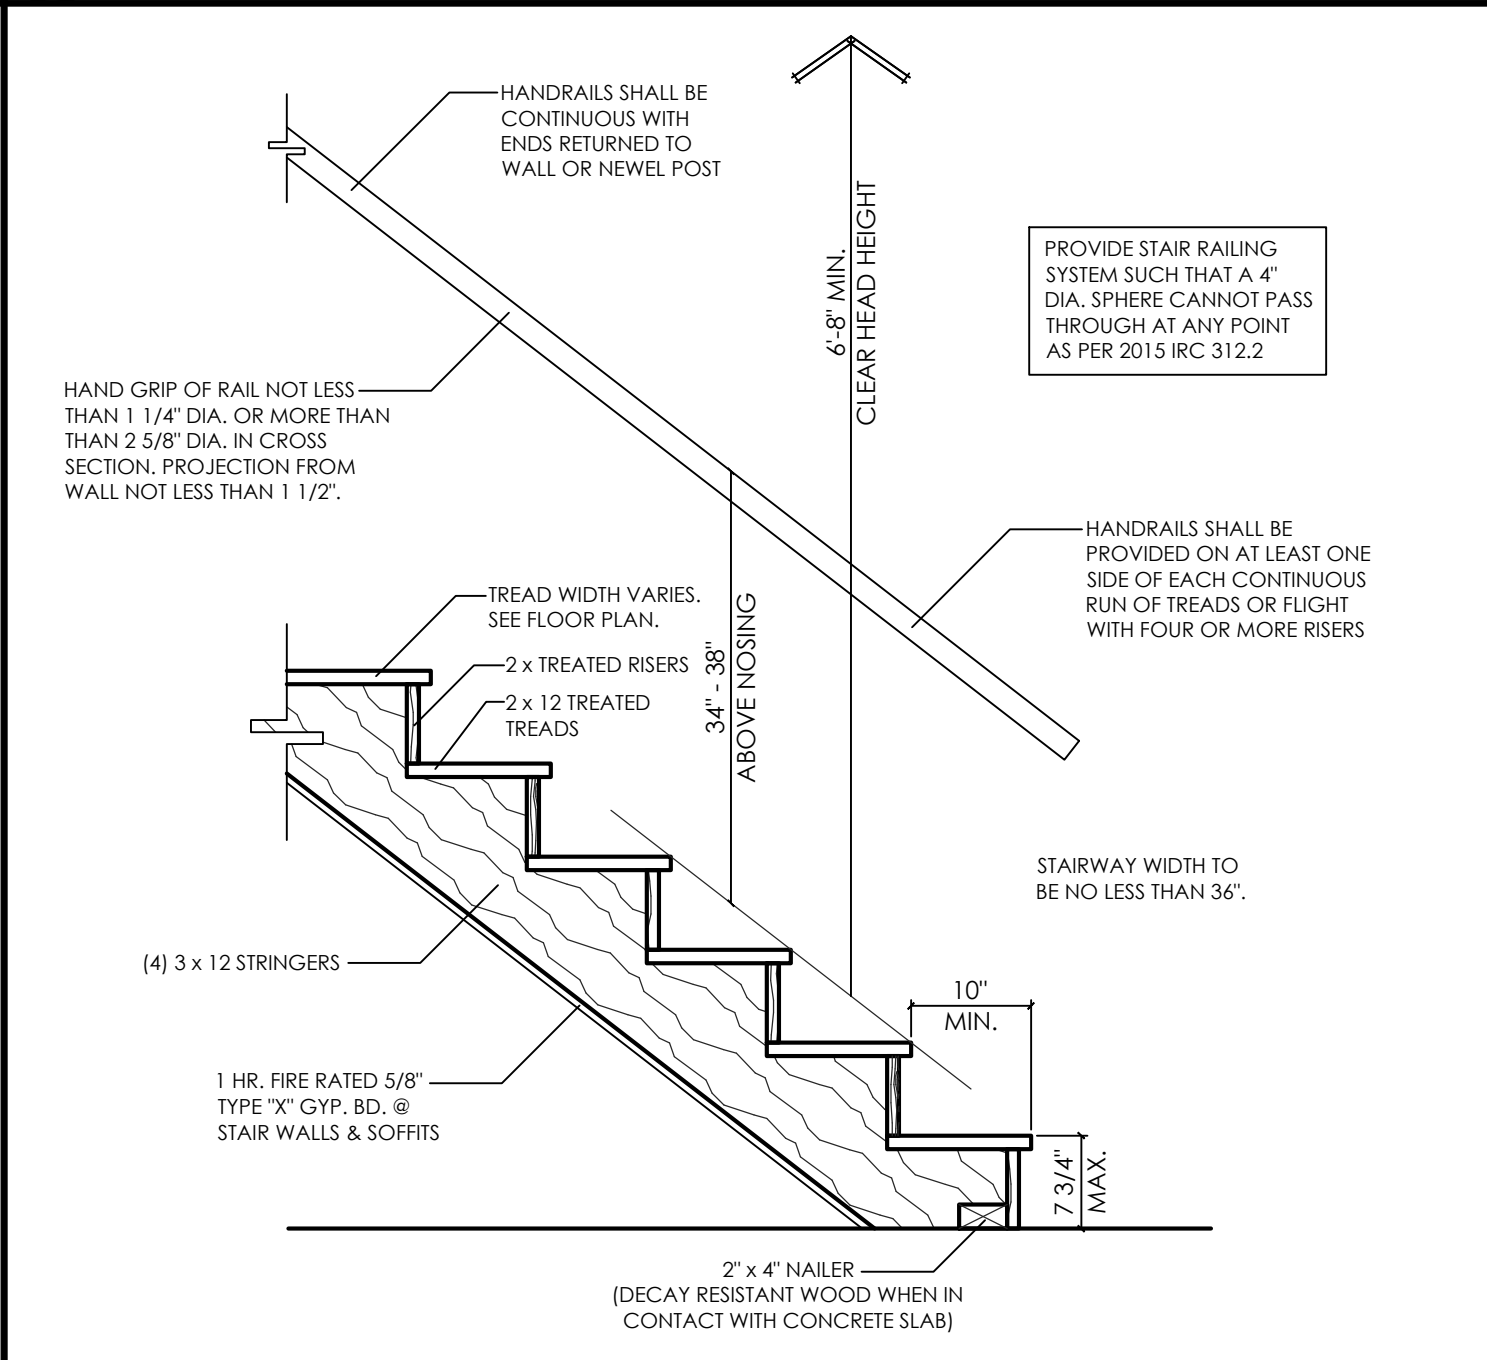 HANDRAILS SHALL BE
CONTINUOUS WITH
ENDS RETURNED TO
WALL OR NEWEL POST
6'-8" MIN.
CLEAR HEAD HEIGHT
PROVIDE STAIR RAILING
SYSTEM SUCH THAT A 4"
DIA. SPHERE CANNOT PASS
THROUGH AT ANY POINT
AS PER 2015 IRC 312.2
HAND GRIP OF RAIL NOT LESS
THAN 1 1/4" DIA. OR MORE THAN
THAN 2 5/8" DIA. IN CROSS
SECTION. PROJECTION FROM
WALL NOT LESS THAN 1 1/2".
HANDRAILS SHALL BE
PROVIDED ON AT LEAST ONE
SIDE OF EACH CONTINUOUS
RUN OF TREADS OR FLIGHT
WITH FOUR OR MORE RISERS
TREAD WIDTH VARIES.
SEE FLOOR PLAN.
2 x TREATED RISERS
2 x 12 TREATED
TREADS
34" - 38"
ABOVE NOSING
STAIRWAY WIDTH TO
BE NO LESS THAN 36".
(4) 3 x 12 STRINGERS
10"
MIN.
1 HR. FIRE RATED 5/8"
TYPE "X" GYP. BD. @
STAIR WALLS & SOFFITS
7 3/4"
MAX.
2" x 4" NAILER
(DECAY RESISTANT WOOD WHEN IN
CONTACT WITH CONCRETE SLAB)